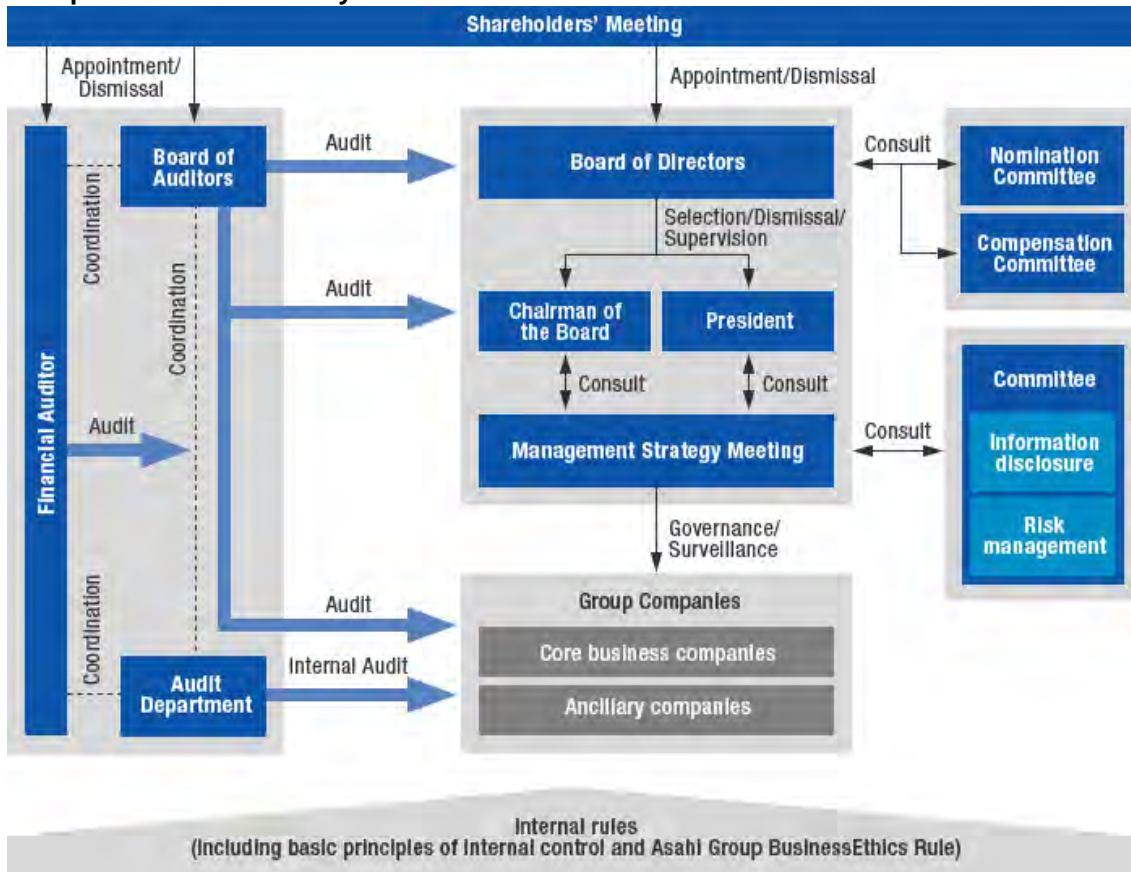 Shareholders' Meeting
Appointment/
Dismissal
Appointment/Dismissal
Board of
Auditors
Audit
Board of Directors
Consult
Nomination
Committee
Compensation
Committee
Coordination
Coordination
Selection/Dismissal/
Supervision
Audit
Chairman of
the Board
President
Consult
Consult
Financial Auditor
Audit
Management Strategy Meeting
Consult
Committee
Information
disclosure
Risk
management
Governance/
Surveillance
Coordination
Audit
Group Companies
Core business companies
Ancillary companies
Internal Audit
Audit
Department
Internal rules
(Including basic principles of internal control and Asahi Group BusinessEthics Rule)